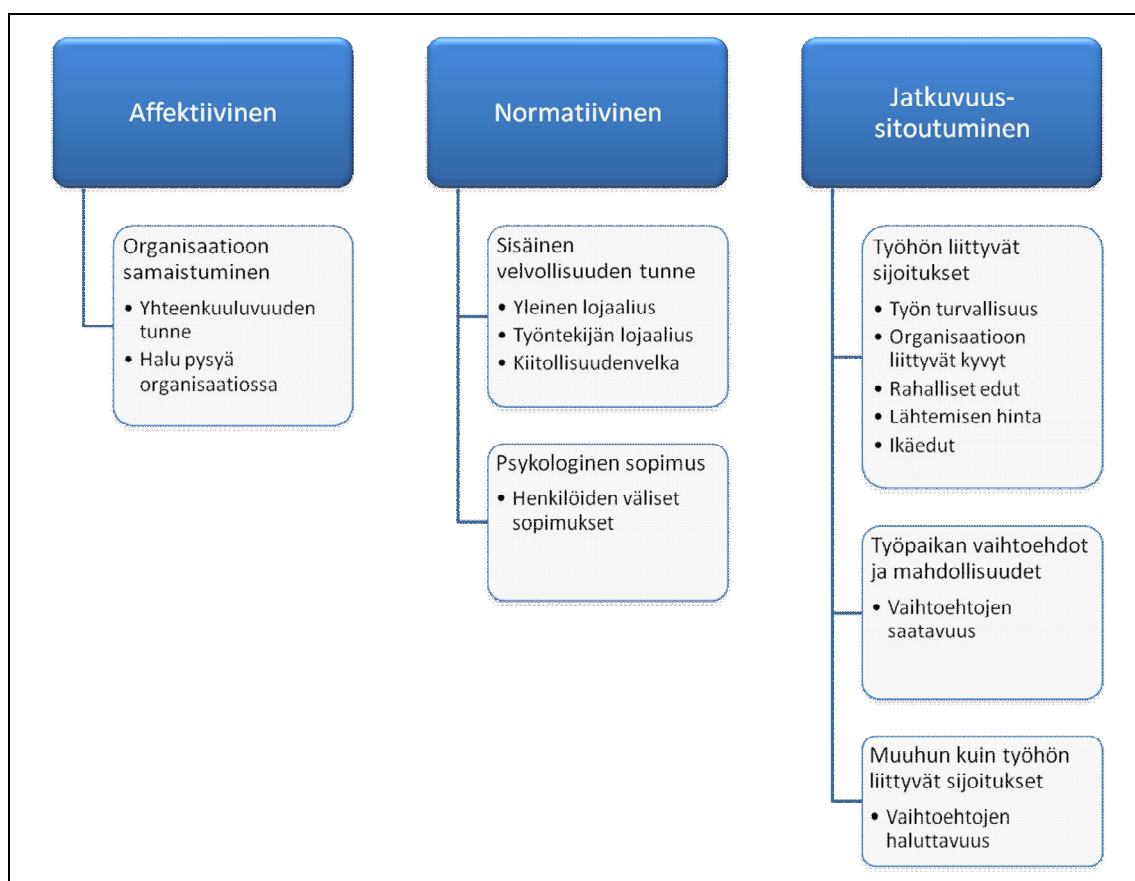 Affektiivinen
Organisaatioon
samaistuminen
• Yhteenkuuluvuuden
tunne
• Halu pysyä
organisaatiossa
Normatiivinen
Sisäinen
velvollisuuden tunne
• Yleinen lojaalius
• Työntekijän lojaalius
• Kiitollisuudenvelka
Psykologinen sopimus
• Henkilöiden väliset
sopimukset
Jatkuvuus-
sitoutuminen
Työhön liittyvät
sijoitukset
• Työn turvallisuus
• Organisaatioon
liittyvät kyvyt
• Rahalliset edut
• Lähtemisen hinta
• Ikäedut
Työpaikan vaihtoehdot
ja mahdollisuudet
• Vaihtoehtojen
saatavuus
Muuhun kuin työhön
liittyvät sijoitukset
• Vaihtoehtojen
haluttavuus